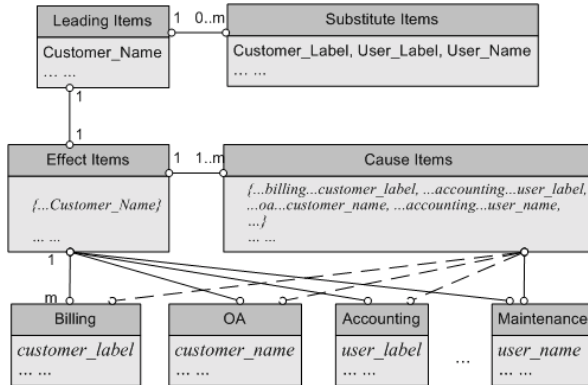 Leading Items
1
0..m
Substitute Items
Customer_Name
... ...
Customer_Label, User_Label, User_Name
... ...
1
1
Effect Items
1
1..m
Cause Items
{...Customer_Name}
... ...
{...billing...customer_label, ...accounting...user_label,
...oa...customer_name, ...accounting...user_name,
...}
... ...
1
m
Billing
customer_label
... ...
OA
customer_name
... ...
Accounting
user_label
... ...
...
Maintenance
user_name
... ...